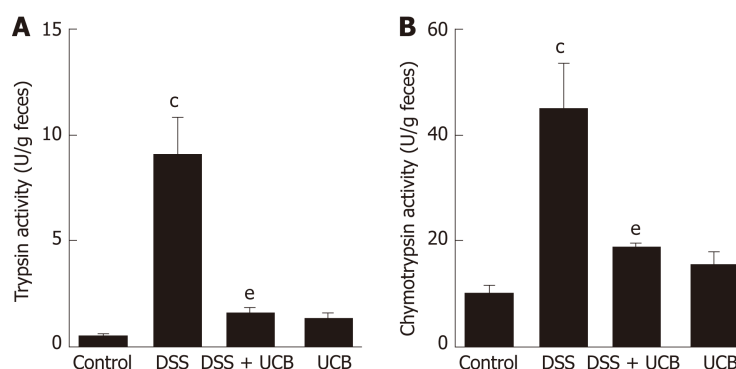 A
Trypsin activity (U/g feces)
15
10
5
0
c
e
Control DSS DSS + UCB UCB
B
Chymotrypsin activity (U/g feces)
60
40
20
0
c
e
Control DSS DSS + UCB UCB